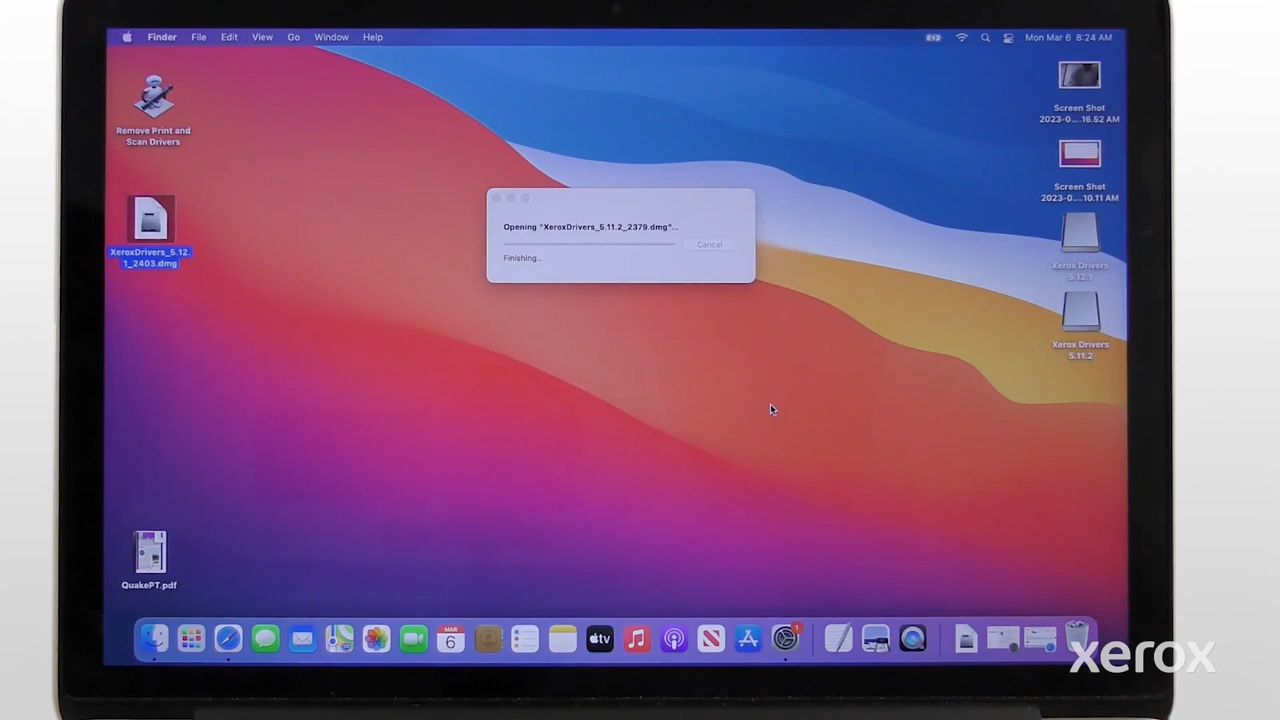 Finder File Edit View Go Window Help
Mon Mar 6 8:24 AM
Remove Print and
Scan Drivers
XeroxDrivers_5.12.
1_2403.dmg
QuakePT.pdf
Opening "XeroxDrivers_5.11.2_2379.dmg"...
Cancel
Finishing...
Screen Shot
2023-0....16.52 AM
Screen Shot
2023-0....10.11 AM
Xerox Drivers
5.12.1
Xerox Drivers
5.11.2
MAR
6
tv
1
xerox